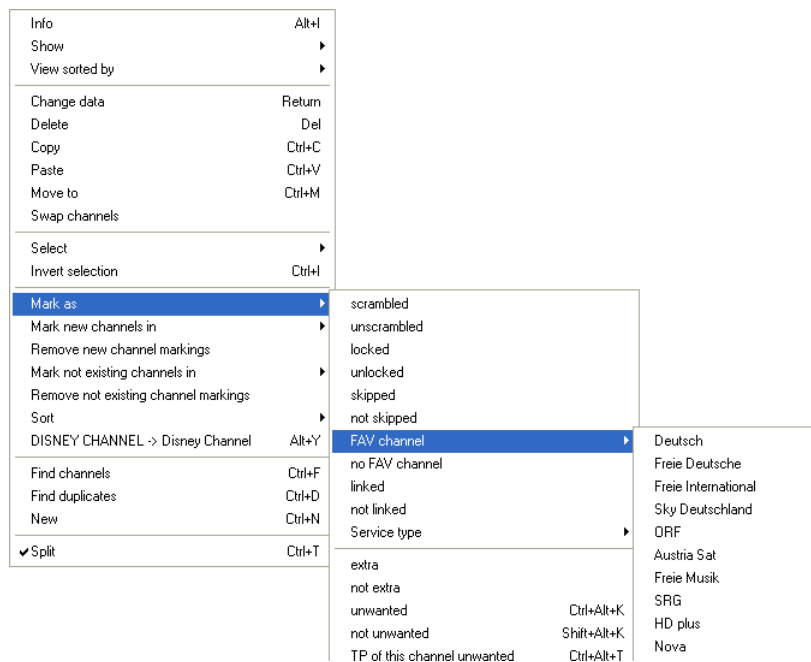 Info Alt+I
Show
View sorted by
Change data Return
Delete Del
Copy Ctrl+C
Paste Ctrl+V
Move to Ctrl+M
Swap channels
Select
Invert selection Ctrl+I
Mark as
Mark new channels in
Remove new channel markings
Mark not existing channels in
Remove not existing channel markings
Sort
DISNEY CHANNEL -> Disney Channel Alt+Y
Find channels Ctrl+F
Find duplicates Ctrl+D
New Ctrl+N
Split Ctrl+T
scrambled
unscrambled
locked
unlocked
skipped
not skipped
FAV channel
no FAV channel
linked
not linked
Service type
extra
not extra
unwanted Ctrl+Alt+K
not unwanted Shift+Alt+K
TP of this channel unwanted Ctrl+Alt+T
Deutsch
Freie Deutsche
Freie International
Sky Deutschland
ORF
Austria Sat
Freie Musik
SRG
HD plus
Nova